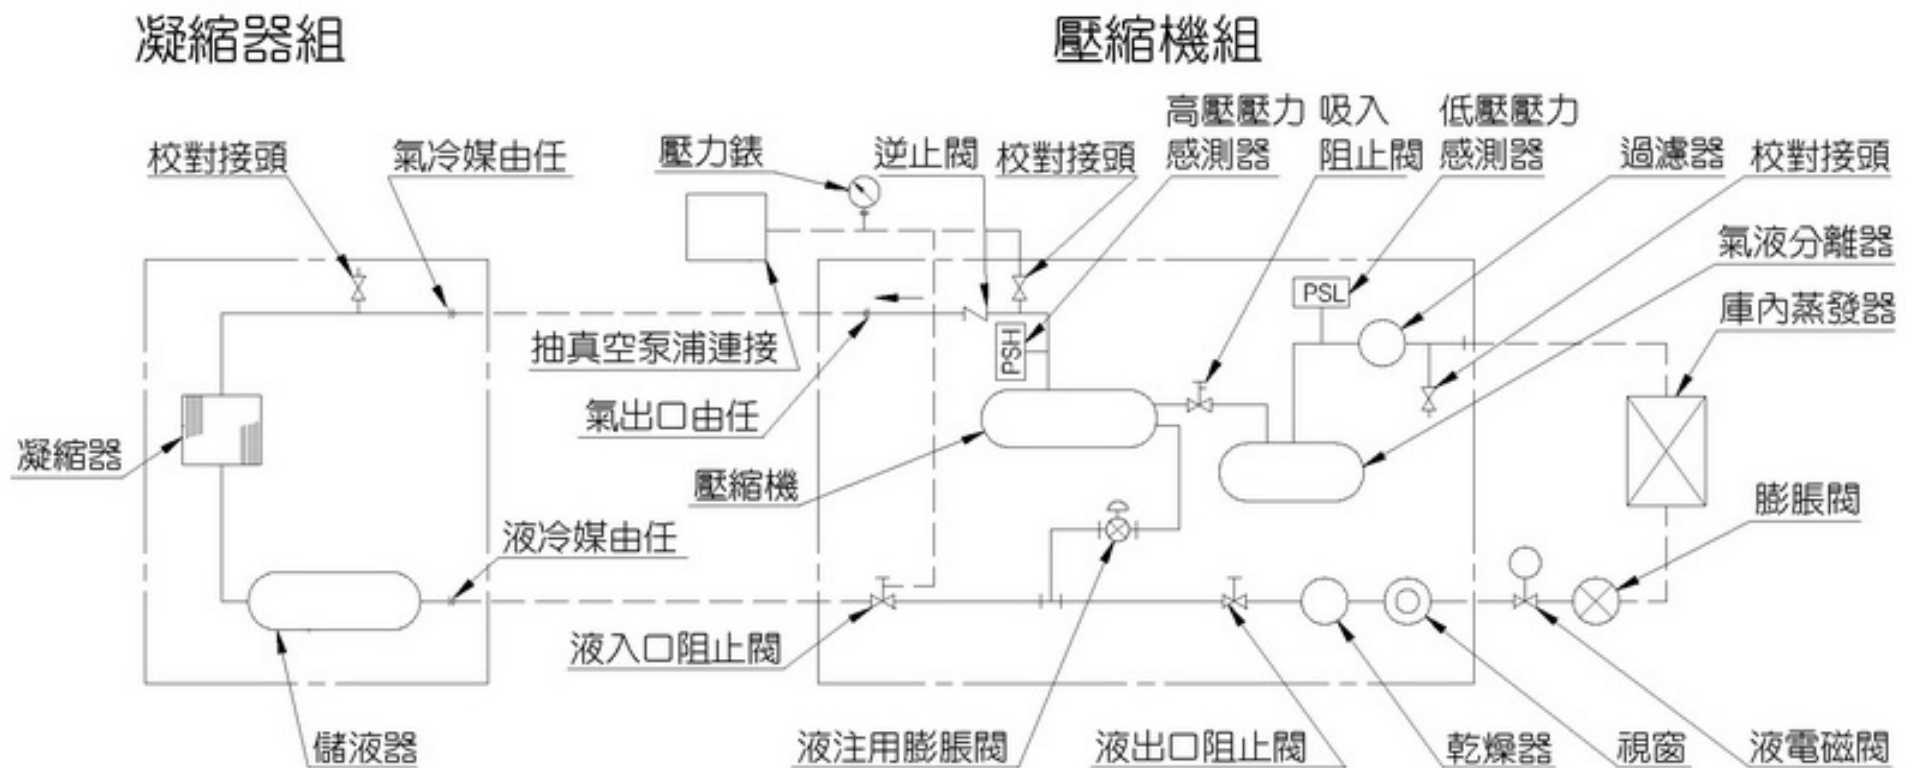 凝縮器組
壓縮機組
高壓壓力
感測器
吸入
阻止閥
低壓壓力
感測器
校對接頭
氣冷媒由任
壓力錶
逆止閥
校對接頭
過濾器
校對接頭
氣液分離器
庫內蒸發器
PSL
PSH
抽真空泵浦連接
氣出口由任
凝縮器
壓縮機
膨脹閥
液冷媒由任
液入口阻止閥
儲液器
液注用膨脹閥
液出口阻止閥
乾燥器
視窗
液電磁閥